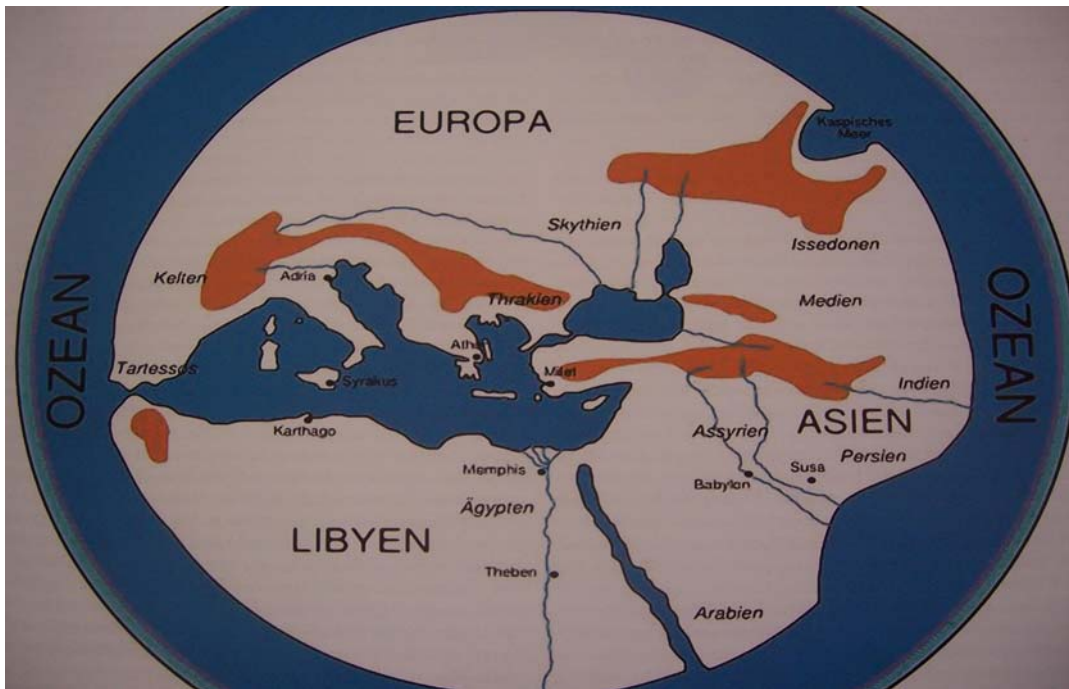 EUROPA
Kaspisches
Meer
Skythien
Issedonen
Kelten
Adria
Thrakien
Medien
OZEAN
OZEAN
Athen
Tartessos
Syrakus
Milet
Indien
Karthago
Assyrien
ASIEN
Persien
Memphis
Susa
Babylon
Ägypten
LIBYEN
Theben
Arabien